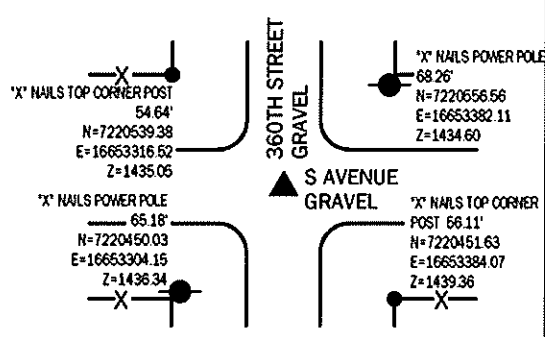 "X" NAILS TOP CORNER POST
54.64'
N=7220539.38
E=16653316.52
Z=1435.05
360TH STREET
GRAVEL
"X" NAILS POWER POLE
68.26'
N=7220556.56
E=16653382.11
Z=1434.60
S AVENUE
GRAVEL
"X" NAILS POWER POLE
65.18'
N=7220450.03
E=16653304.15
Z=1436.34
"X" NAILS TOP CORNER
POST 66.11'
N=7220451.63
E=16653384.07
Z=1439.36
X
X
X